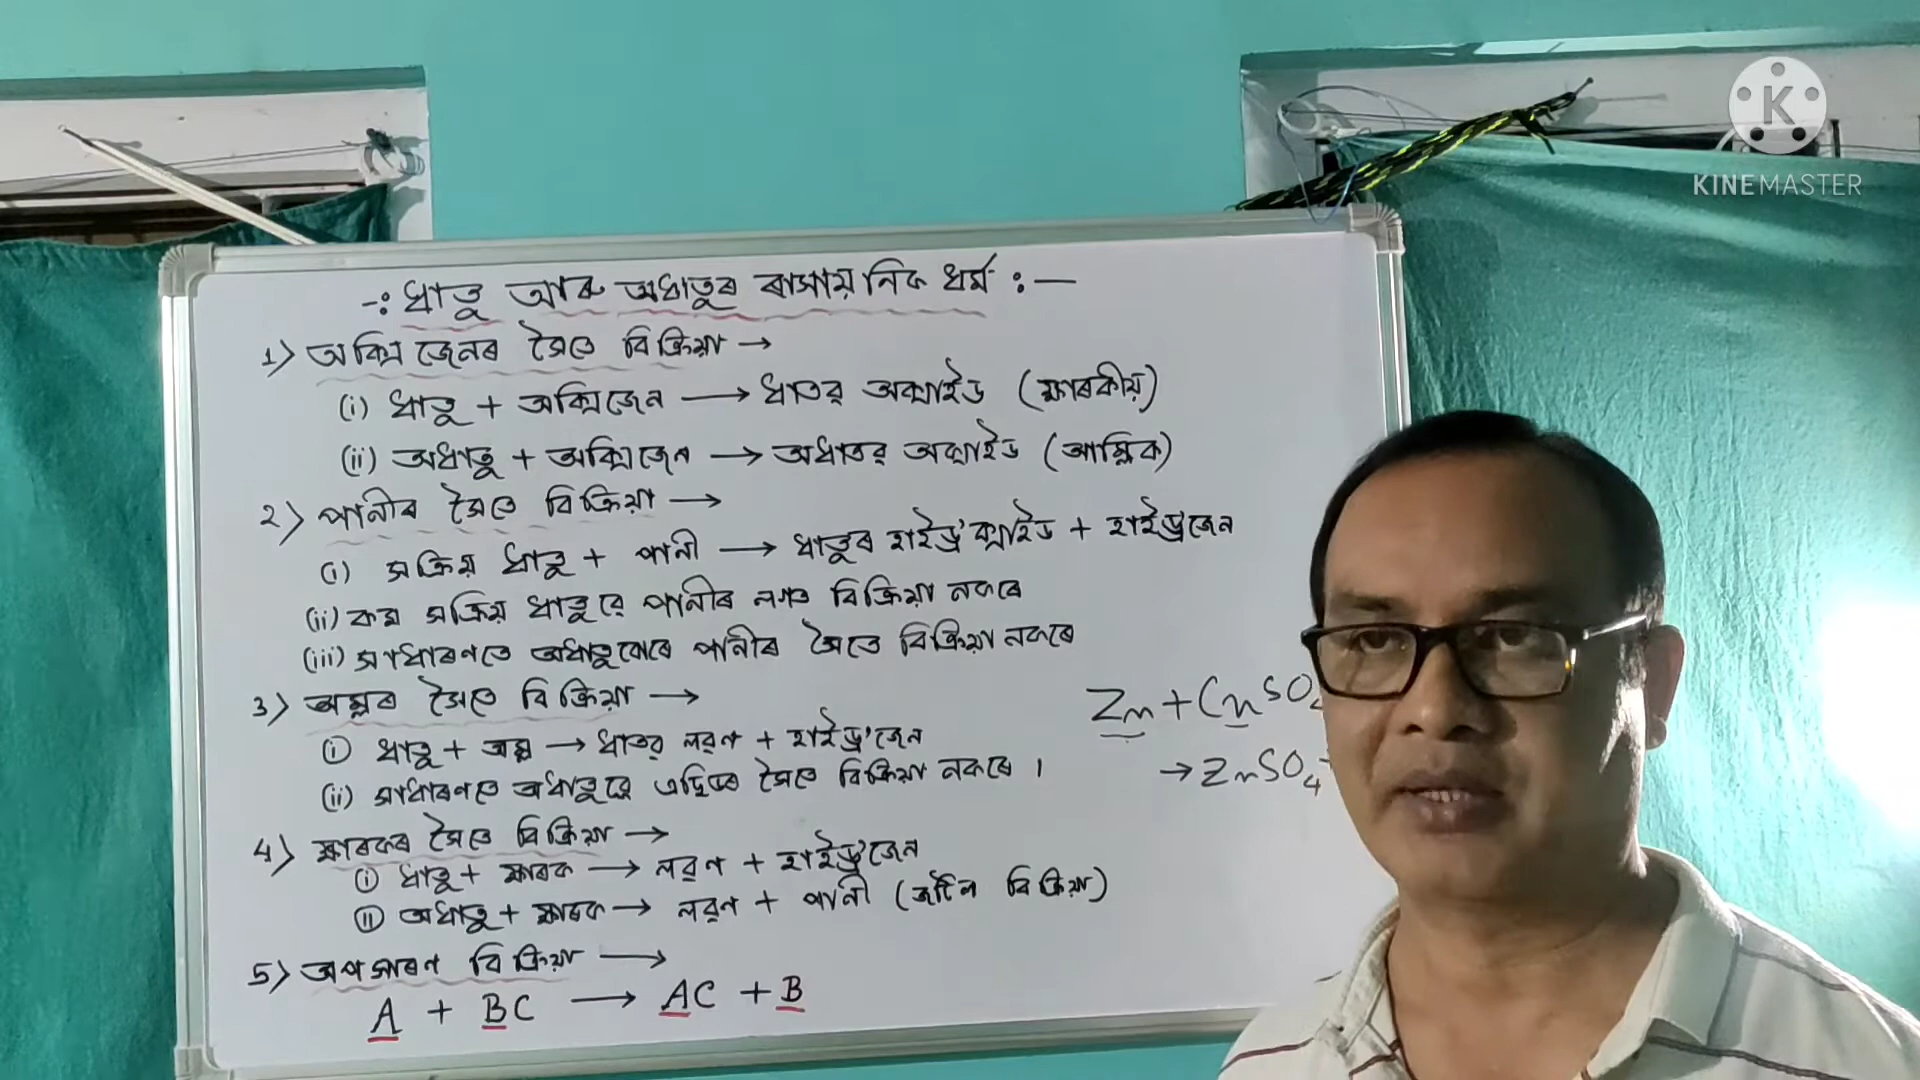 -: ধাতু আৰু অধাতুৰ ৰাসায়নিক ধৰ্ম :—
1) অক্সিজেনৰ সৈতে বিক্ৰিয়া →
(i) ধাতু + অক্সিজেন → ধাতৱ অক্সাইড (ক্ষাৰকীয়)
(ii) অধাতু + অক্সিজেন → অধাতৱ অক্সাইড (আম্লিক)
2) পানীৰ সৈতে বিক্ৰিয়া →
(i) সক্ৰিয় ধাতু + পানী → ধাতুৰ হাইড্ৰ'ক্সাইড + হাইড্ৰ'জেন
(ii) কম সক্ৰিয় ধাতুৱে পানীৰ লগত বিক্ৰিয়া নকৰে
(iii) সাধাৰণতে অধাতুবোৰে পানীৰ সৈতে বিক্ৰিয়া নকৰে
3) অম্লৰ সৈতে বিক্ৰিয়া →
(i) ধাতু + অম্ল → ধাতৱ লৱণ + হাইড্ৰ'জেন
(ii) সাধাৰণতে অধাতুৱে এচিডৰ সৈতে বিক্ৰিয়া নকৰে ।
4) ক্ষাৰকৰ সৈতে বিক্ৰিয়া →
(i) ধাতু + ক্ষাৰক → লৱণ + হাইড্ৰ'জেন
(ii) অধাতু + ক্ষাৰক → লৱণ + পানী (জটিল বিক্ৰিয়া)
5) অপসাৰণ বিক্ৰিয়া →
A + BC → AC + B
Zn + CuSO
→ ZnSO4
KINEMASTER